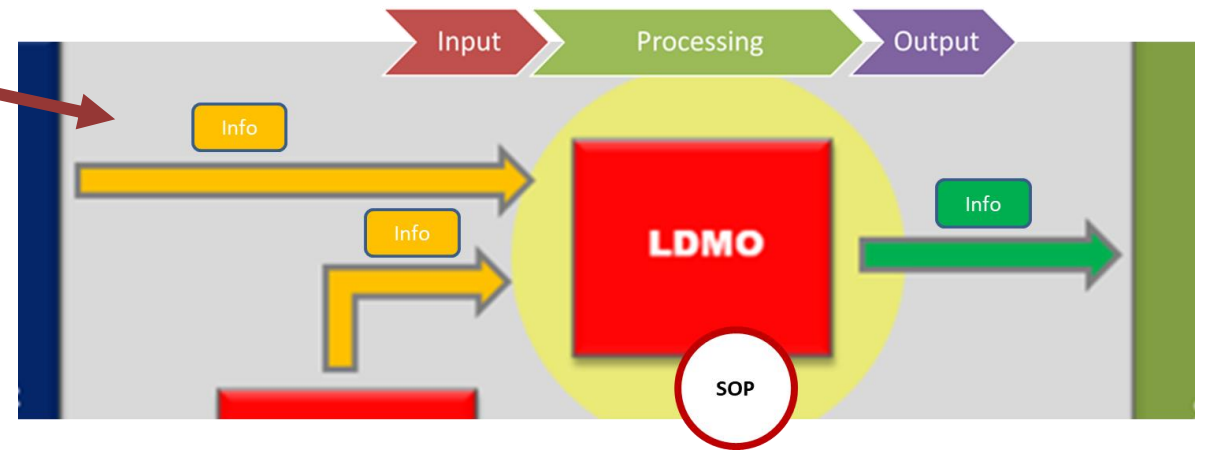 Input
Processing
Output
Info
Info
Info
LDMO
SOP